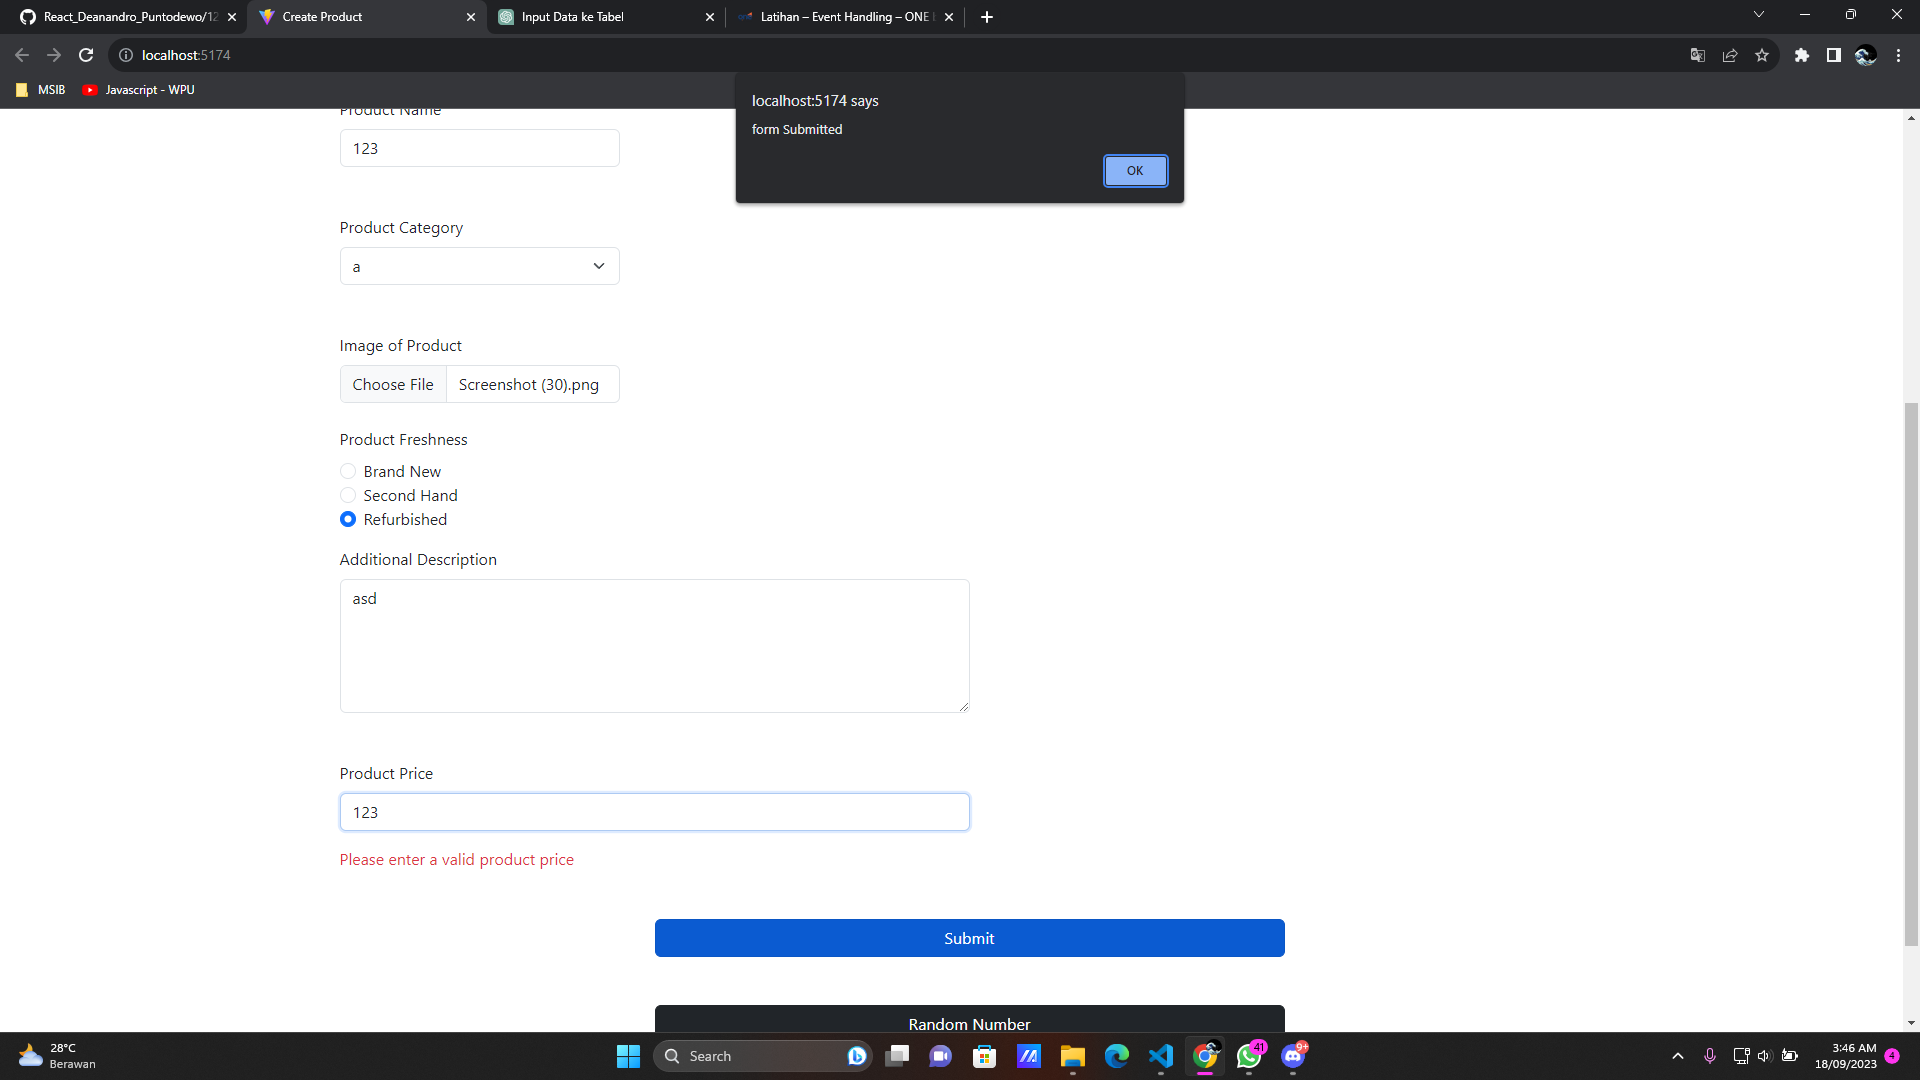 React_Deanandro_Puntodewo/12
Create Product
Input Data ke Tabel
Latihan – Event Handling – ONE
localhost:5174
MSIB
Javascript - WPU
localhost:5174 says
form Submitted
OK
Product Name
123
Product Category
a
Image of Product
Choose File
Screenshot (30).png
Product Freshness
Brand New
Second Hand
Refurbished
Additional Description
asd
Product Price
123
Please enter a valid product price
Submit
Random Number
28°C
Berawan
Search
41
9+
3:46 AM
18/09/2023
4